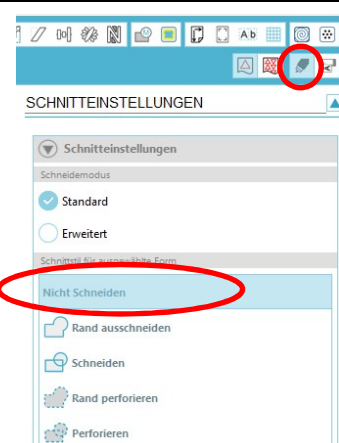 Ab
SCHNITTEINSTELLUNGEN
Schnitteinstellungen
Schneidemodus
Standard
Erweitert
Schnittstil für ausgewählte Form
Nicht Schneiden
Rand ausschneiden
Schneiden
Rand perforieren
Perforieren